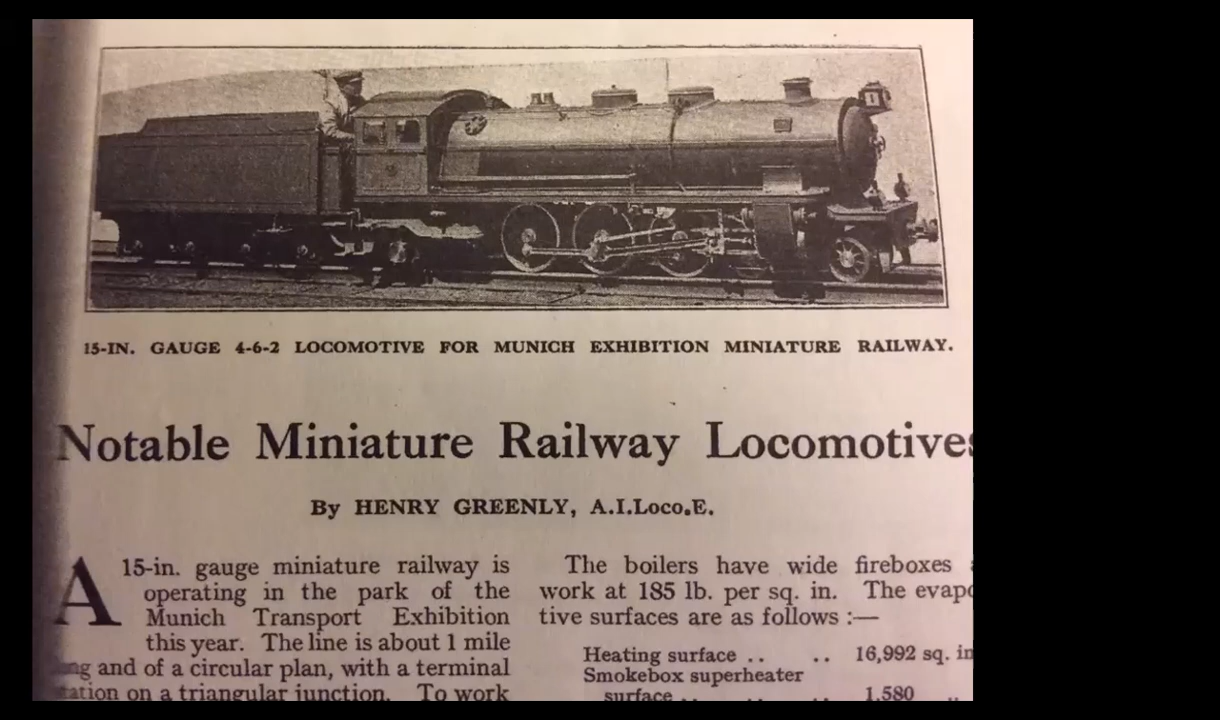 15-IN. GAUGE 4-6-2 LOCOMOTIVE FOR MUNICH EXHIBITION MINIATURE RAILWAY.
Notable Miniature Railway Locomotives
By HENRY GREENLY, A.I.Loco.E.
A 15-in. gauge miniature railway is
operating in the park of the
Munich Transport Exhibition
this year. The line is about 1 mile
and of a circular plan, with a terminal
on a triangular junction. To work
The boilers have wide fireboxes
work at 185 lb. per sq. in. The
tive surfaces are as follows :—
Heating surface .. .. 16,992 sq. in
Smokebox superheater
surface .. .. .. 1,580 ..